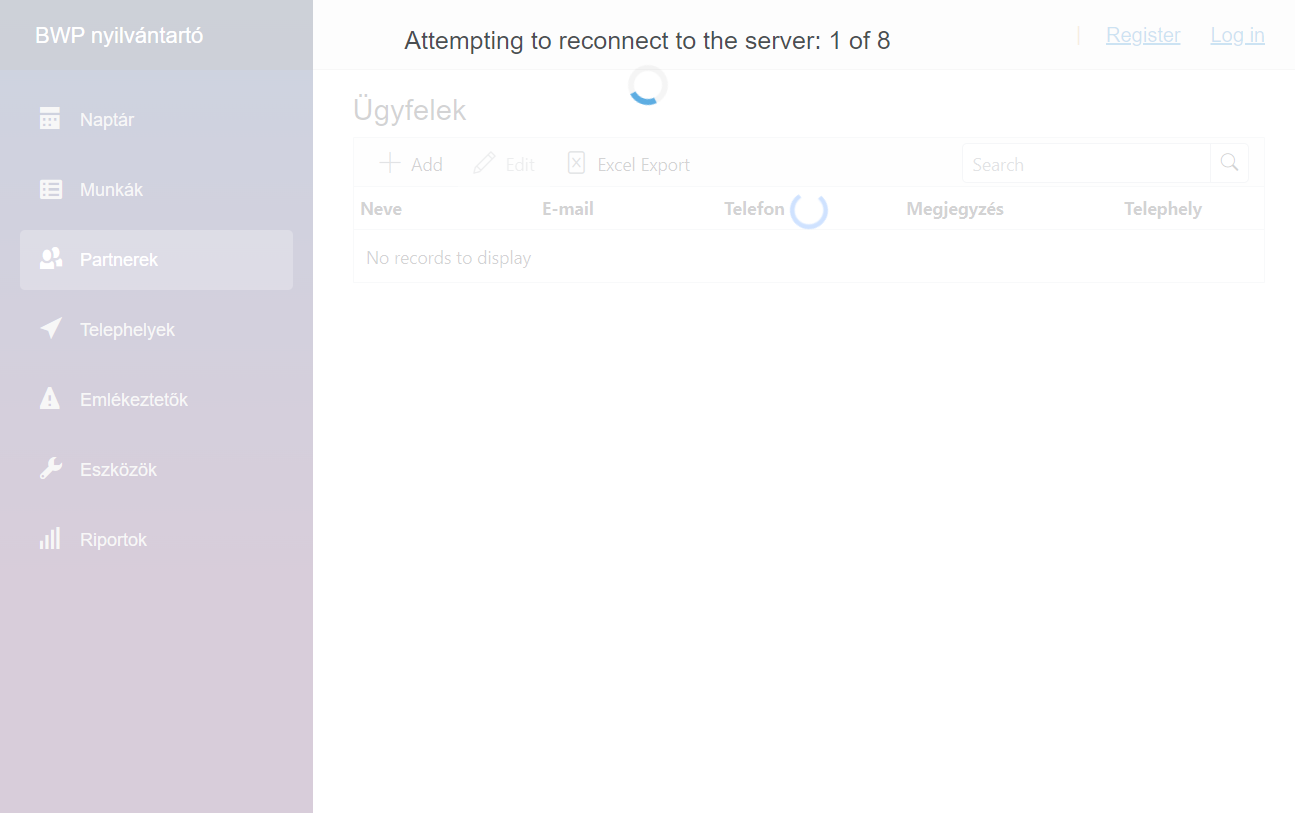 BWP nyilvántartó
Naptár
Munkák
Partnerek
Telephelyek
Emlékeztetők
Eszközök
Riportok
Attempting to reconnect to the server: 1 of 8
| Register Log in
Ügyfelek
Add Edit Excel Export Search
Neve E-mail Telefon Megjegyzés Telephely
No records to display